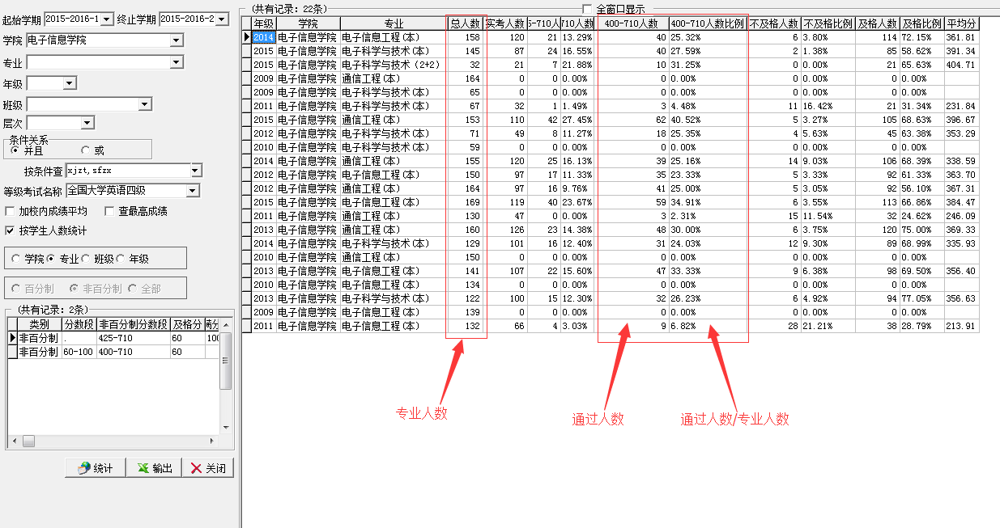 起始学期 2015-2016-1 终止学期 2015-2016-2
学院 电子信息学院
专业
年级
班级
层次
条件关系
并且 或
按条件查 xjzt,sfzx
等级考试名称 全国大学英语四级
加校内成绩平均 查最高成绩
按学生人数统计
学院 专业 班级 年级
百分制 非百分制 全部
(共有记录: 2条)
类别 分数段 非百分制分数段 及格分
非百分制 . 425-710 60 100
非百分制 60-100 400-710 60
统计 输出 关闭
(共有记录: 22条) 全窗口显示
年级 学院 专业 总人数 实考人数 5-710人 710人数比 400-710人数 400-710人数比例 不及格人数 不及格比例 及格人数 及格比例 平均分
2014 电子信息学院 电子信息工程(本) 158 120 21 13.29% 40 25.32% 6 3.80% 114 72.15% 361.81
2015 电子信息学院 电子科学与技术(本) 145 87 24 16.55% 40 27.59% 2 1.38% 85 58.62% 391.34
2015 电子信息学院 电子科学与技术(2+2) 32 21 7 21.88% 10 31.25% 0 0.00% 21 65.63% 404.71
2009 电子信息学院 通信工程(本) 164 0 0 0.00% 0 0.00% 0 0.00% 0 0.00%
2009 电子信息学院 电子科学与技术(本) 65 0 0 0.00% 0 0.00% 0 0.00% 0 0.00%
2011 电子信息学院 电子科学与技术(本) 67 32 1 1.49% 3 4.48% 11 16.42% 21 31.34% 231.84
2015 电子信息学院 通信工程(本) 153 110 42 27.45% 62 40.52% 5 3.27% 105 68.63% 396.67
2012 电子信息学院 电子科学与技术(本) 71 49 8 11.27% 18 25.35% 4 5.63% 45 63.38% 353.29
2010 电子信息学院 电子科学与技术(本) 59 0 0 0.00% 0 0.00% 0 0.00% 0 0.00%
2014 电子信息学院 通信工程(本) 155 120 25 16.13% 39 25.16% 14 9.03% 106 68.39% 338.59
2012 电子信息学院 电子信息工程(本) 150 97 17 11.33% 35 23.33% 5 3.33% 92 61.33% 363.70
2012 电子信息学院 通信工程(本) 164 97 16 9.76% 41 25.00% 5 3.05% 92 56.10% 367.31
2015 电子信息学院 电子信息工程(本) 169 119 40 23.67% 59 34.91% 6 3.55% 113 66.86% 384.47
2011 电子信息学院 通信工程(本) 130 47 0 0.00% 3 2.31% 15 11.54% 32 24.62% 246.09
2013 电子信息学院 通信工程(本) 160 126 23 14.38% 48 30.00% 6 3.75% 120 75.00% 369.33
2014 电子信息学院 电子科学与技术(本) 129 101 16 12.40% 31 24.03% 12 9.30% 89 68.99% 335.93
2010 电子信息学院 通信工程(本) 150 0 0 0.00% 0 0.00% 0 0.00% 0 0.00%
2013 电子信息学院 电子信息工程(本) 141 107 22 15.60% 47 33.33% 9 6.38% 98 69.50% 356.40
2010 电子信息学院 电子信息工程(本) 134 0 0 0.00% 0 0.00% 0 0.00% 0 0.00%
2013 电子信息学院 电子科学与技术(本) 122 100 15 12.30% 32 26.23% 6 4.92% 94 77.05% 356.63
2009 电子信息学院 电子信息工程(本) 139 0 0 0.00% 0 0.00% 0 0.00% 0 0.00%
2011 电子信息学院 电子信息工程(本) 132 66 4 3.03% 9 6.82% 28 21.21% 38 28.79% 213.91
专业人数
通过人数
通过人数/专业人数